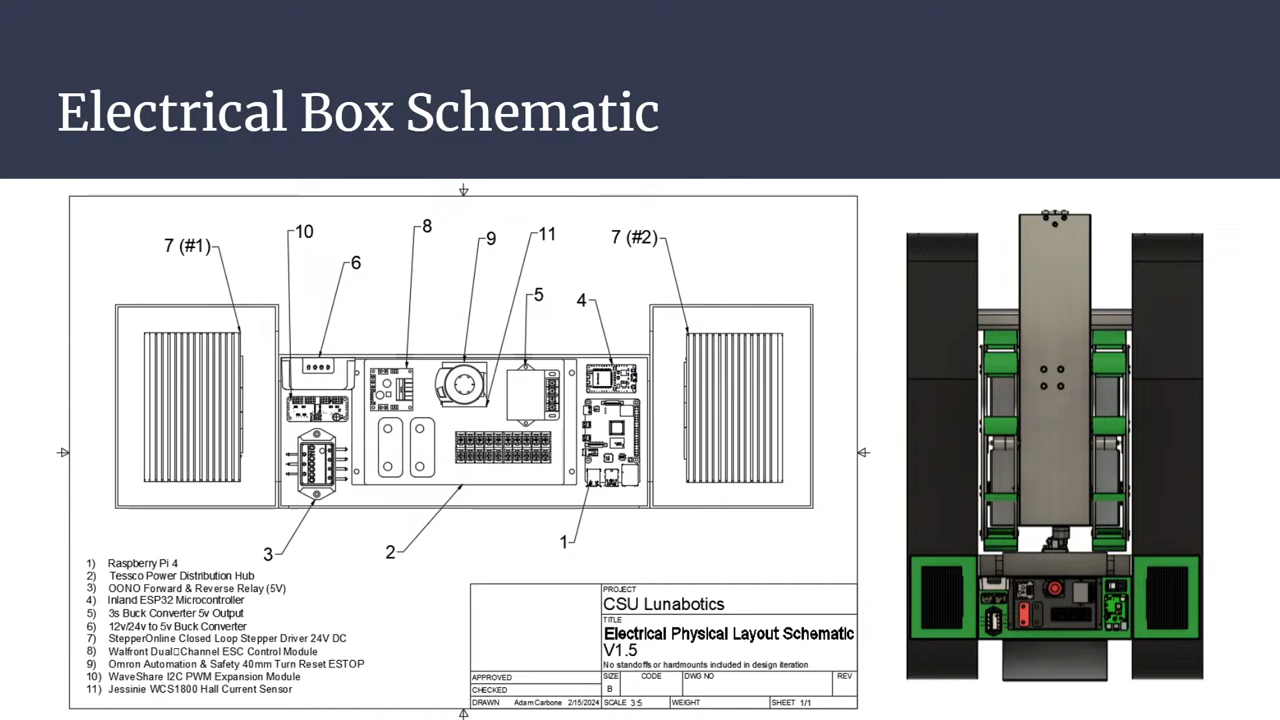 Electrical Box Schematic
7 (#1)
10
6
8
9
11
5
4
7 (#2)
3
2
1
1) Raspberry Pi 4
2) Tessco Power Distribution Hub
3) OONO Forward & Reverse Relay (5V)
4) Inland ESP32 Microcontroller
5) 3s Buck Converter 5v Output
6) 12v/24v to 5v Buck Converter
7) StepperOnline Closed Loop Stepper Driver 24V DC
8) Walfront Dual□Channel ESC Control Module
9) Omron Automation & Safety 40mm Turn Reset ESTOP
10) WaveShare I2C PWM Expansion Module
11) Jessinie WCS1800 Hall Current Sensor
PROJECT
CSU Lunabotics
TITLE
Electrical Physical Layout Schematic
V1.5
No standoffs or hardmounts included in design iteration
APPROVED
CHECKED
DRAWN Adam Carbone 2/15/2024
SIZE B
CODE
DWG NO
REV
SCALE 3:5
WEIGHT
SHEET 1/1